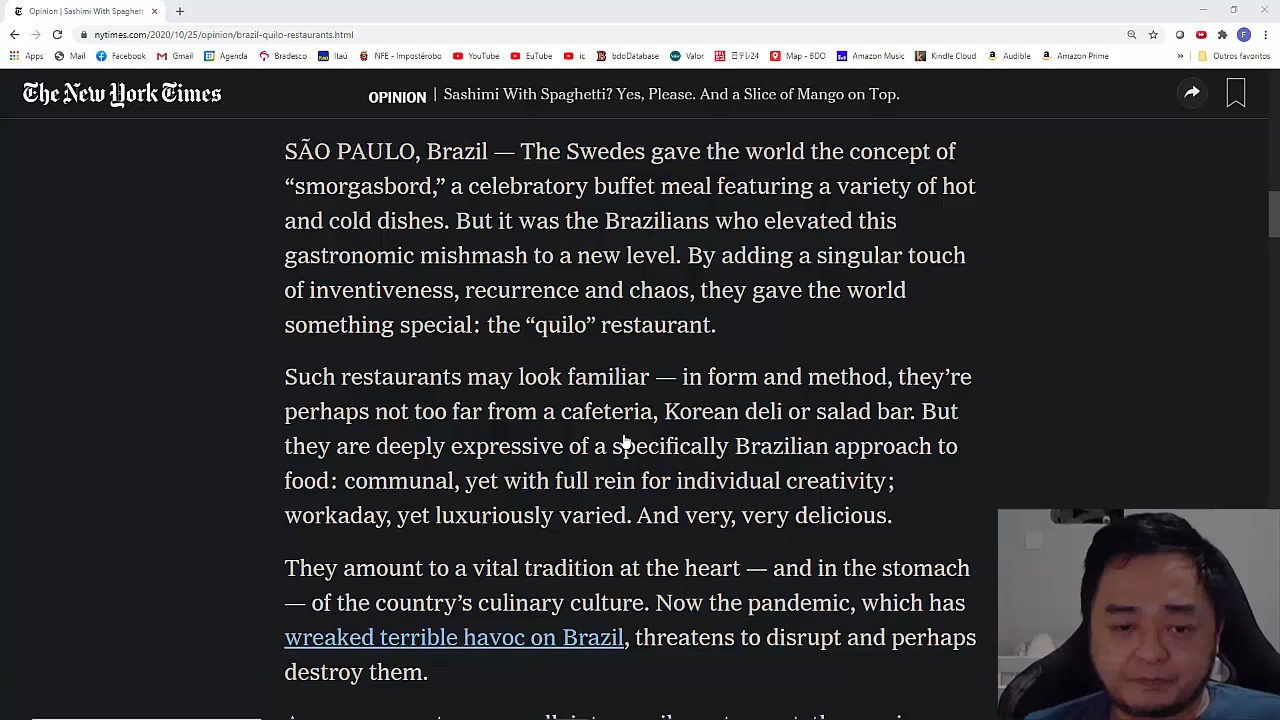 Opinion | Sashimi With Spaghett
nytimes.com/2020/10/25/opinion/brazil-quilo-restaurants.html
F
Apps Mail Facebook Gmail Agenda Bradesco Itaú NFE - Impostérobo YouTube EuTube ic bdoDatabase Valor Map - BDO Amazon Music Kindle Cloud Audible Amazon Prime » Outros favoritos
The New York Times
OPINION | Sashimi With Spaghetti? Yes, Please. And a Slice of Mango on Top.
SÃO PAULO, Brazil — The Swedes gave the world the concept of
“smorgasbord,” a celebratory buffet meal featuring a variety of hot
and cold dishes. But it was the Brazilians who elevated this
gastronomic mishmash to a new level. By adding a singular touch
of inventiveness, recurrence and chaos, they gave the world
something special: the “quilo” restaurant.
Such restaurants may look familiar — in form and method, they’re
perhaps not too far from a cafeteria, Korean deli or salad bar. But
they are deeply expressive of a specifically Brazilian approach to
food: communal, yet with full rein for individual creativity;
workaday, yet luxuriously varied. And very, very delicious.
They amount to a vital tradition at the heart — and in the stomach
— of the country’s culinary culture. Now the pandemic, which has
wreaked terrible havoc on Brazil, threatens to disrupt and perhaps
destroy them.